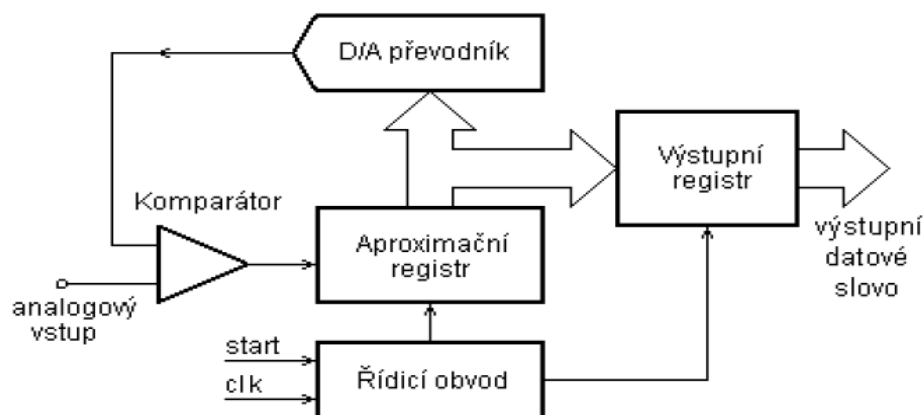 D/A převodník
Výstupní
registr
Komparátor
Aproximační
registr
výstupní
datové
slovo
analogový
vstup
start
clk
Řídicí obvod